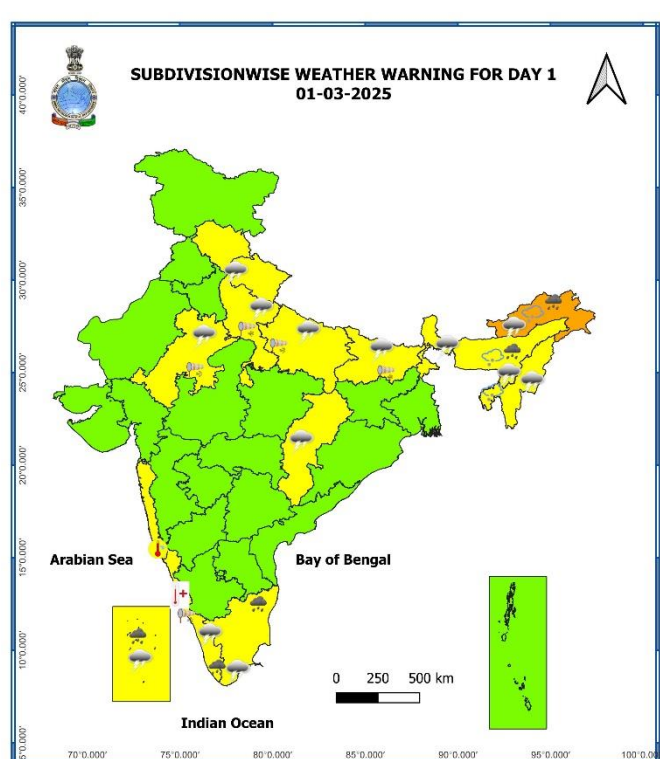 SUBDIVISIONWISE WEATHER WARNING FOR DAY 1
01-03-2025
40°0.000'
35°0.000'
30°0.000'
25°0.000'
20°0.000'
15°0.000'
10°0.000'
5°0.000'
Arabian Sea
Bay of Bengal
0 250 500 km
Indian Ocean
70°0.000' 75°0.000' 80°0.000' 85°0.000' 90°0.000' 95°0.000' 100°0.0